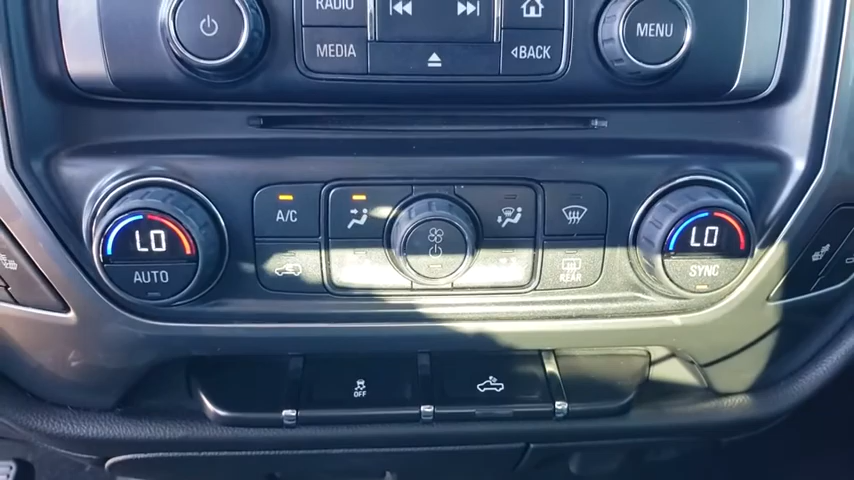 RADIO
MENU
MEDIA
BACK
A/C
LO
LO
AUTO
REAR
SYNC
OFF